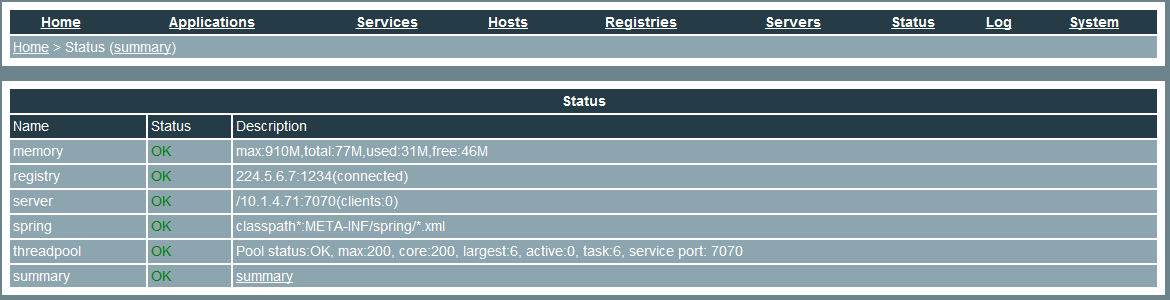 Home Applications Services Hosts Registries Servers Status Log System
Home > Status (summary)
Status
Name Status Description
memory OK max:910M,total:77M,used:31M,free:46M
registry OK 224.5.6.7:1234(connected)
server OK /10.1.4.71:7070(clients:0)
spring OK classpath*:META-INF/spring/*.xml
threadpool OK Pool status:OK, max:200, core:200, largest:6, active:0, task:6, service port: 7070
summary OK summary